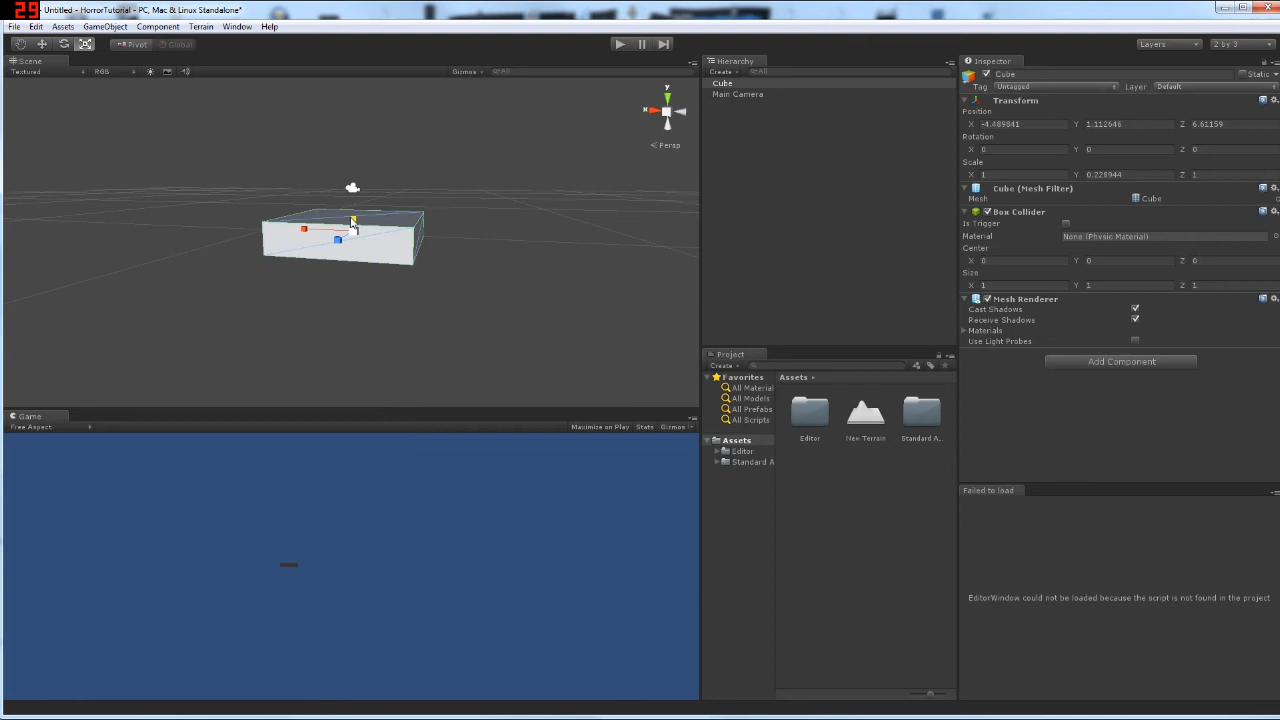 29
Untitled - HorrorTutorial - PC, Mac & Linux Standalone*
File Edit Assets GameObject Component Terrain Window Help
Pivot Global
Layers 2 by 3
Scene
Textured RGB Gizmos All
y
x
Persp
Game
Free Aspect Maximize on Play Stats Gizmos
Hierarchy
Create All
Cube
Main Camera
Project
Create
Favorites
All Material
All Models
All Prefabs
All Scripts
Assets
Editor
Standard A
Assets
Editor New Terrain Standard A...
Inspector
Cube Static
Tag Untagged Layer Default
Transform
Position
X -4.489841 Y 1.112646 Z 6.61159
Rotation
X 0 Y 0 Z 0
Scale
X 1 Y 0.228944 Z 1
Cube (Mesh Filter)
Mesh Cube
Box Collider
Is Trigger
Material None (Physic Material)
Center
X 0 Y 0 Z 0
Size
X 1 Y 1 Z 1
Mesh Renderer
Cast Shadows
Receive Shadows
Materials
Use Light Probes
Add Component
Failed to load
EditorWindow could not be loaded because the script is not found in the project